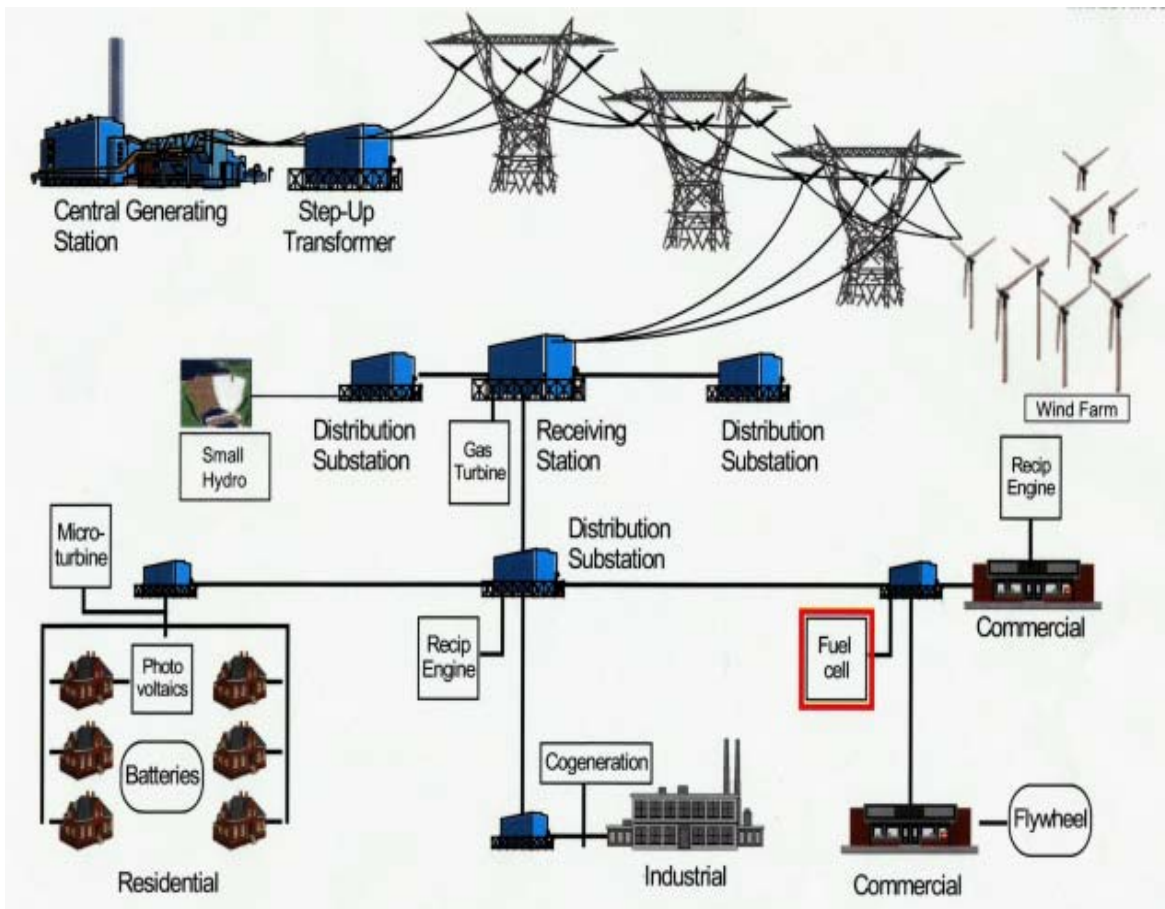 Central Generating
Station
Step-Up
Transformer
Wind Farm
Small
Hydro
Distribution
Substation
Gas
Turbine
Receiving
Station
Distribution
Substation
Recip
Engine
Micro-
turbine
Distribution
Substation
Commercial
Recip
Engine
Fuel
cell
Photo
voltaics
Batteries
Cogeneration
Flywheel
Residential
Industrial
Commercial